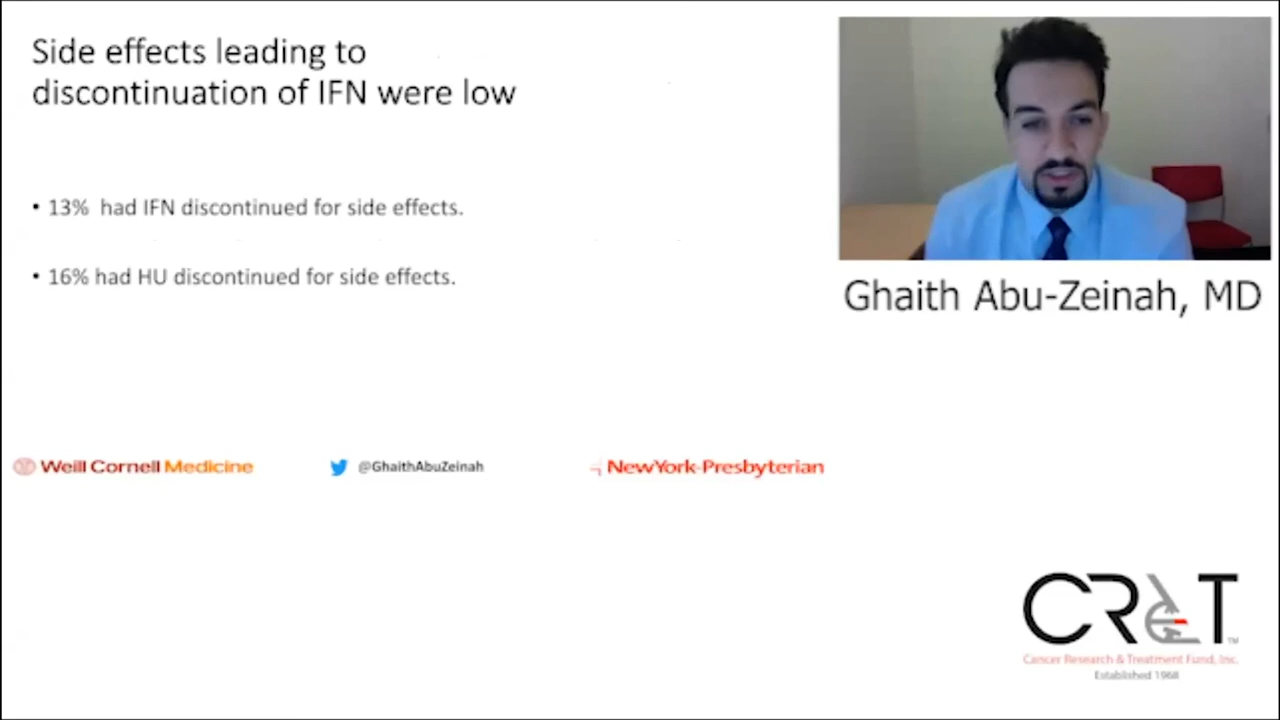 Side effects leading to
discontinuation of IFN were low
• 13% had IFN discontinued for side effects.
• 16% had HU discontinued for side effects.
Ghaith Abu-Zeinah, MD
Weill Cornell Medicine
@GhaithAbuZeinah
NewYork-Presbyterian
CR&T™
Cancer Research & Treatment Fund, Inc.
Established 1968